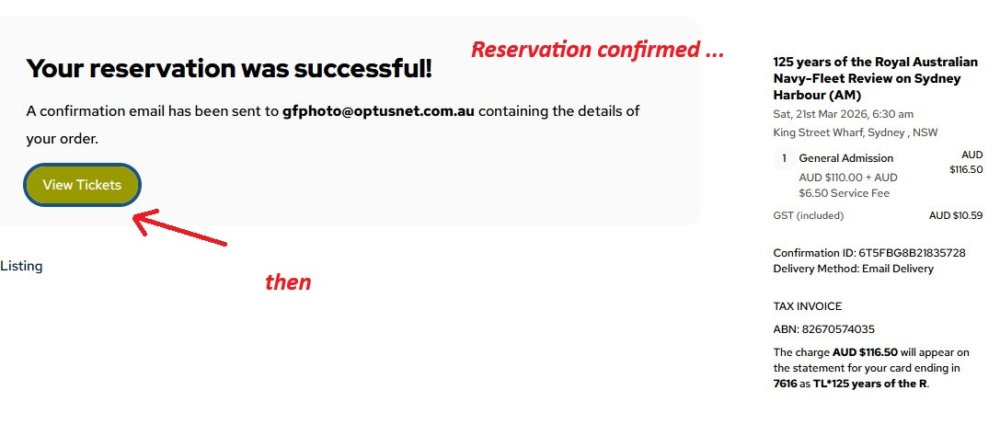 Reservation confirmed ...
Your reservation was successful!
A confirmation email has been sent to gfphoto@optusnet.com.au containing the details of
your order.
View Tickets
then
Listing
125 years of the Royal Australian
Navy-Fleet Review on Sydney
Harbour (AM)
Sat, 21st Mar 2026, 6:30 am
King Street Wharf, Sydney , NSW
1 General Admission AUD
$116.50
AUD $110.00 + AUD
$6.50 Service Fee
GST (included) AUD $10.59
Confirmation ID: 6T5FBG8B21835728
Delivery Method: Email Delivery
TAX INVOICE
ABN: 82670574035
The charge AUD $116.50 will appear on
the statement for your card ending in
7616 as TL*125 years of the R.